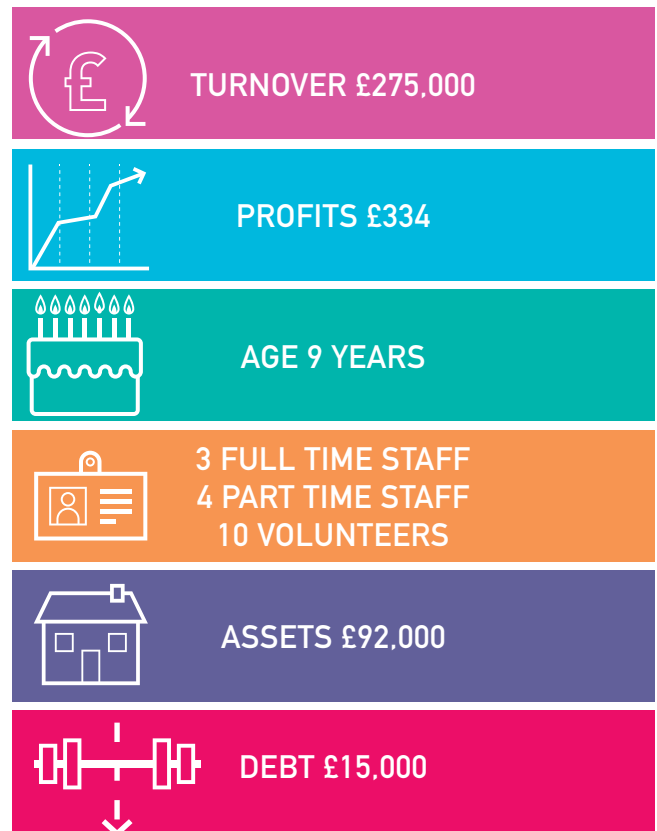 £
TURNOVER £275,000
PROFITS £334
AGE 9 YEARS
3 FULL TIME STAFF
4 PART TIME STAFF
10 VOLUNTEERS
ASSETS £92,000
DEBT £15,000